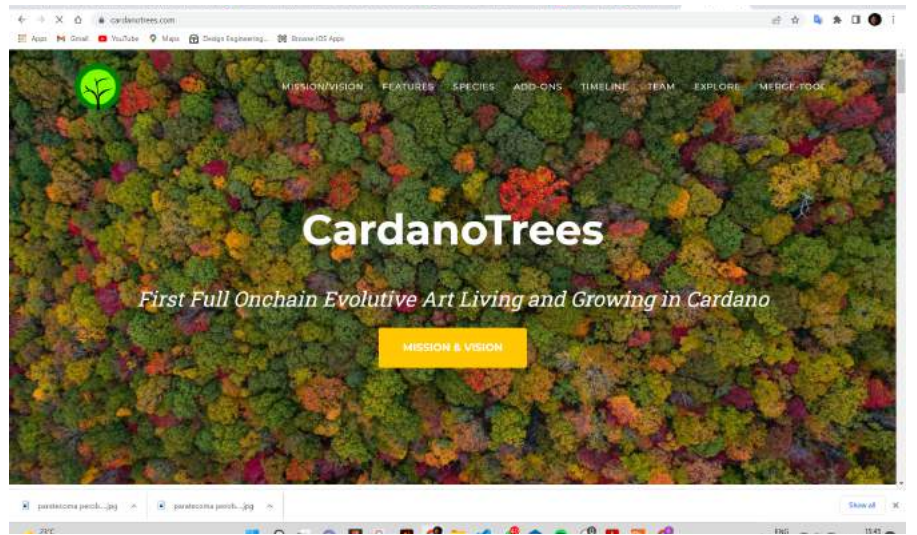 cardanotrees.com
Apps Gmail YouTube Maps Design Engineering... Browse iOS Apps
MISSION/VISION FEATURES SPECIES ADD-ONS TIMELINE TEAM EXPLORE MERGE-TOOL
CardanoTrees
First Full Onchain Evolutive Art Living and Growing in Cardano
MISSION & VISION
Show all
ENG
15:45